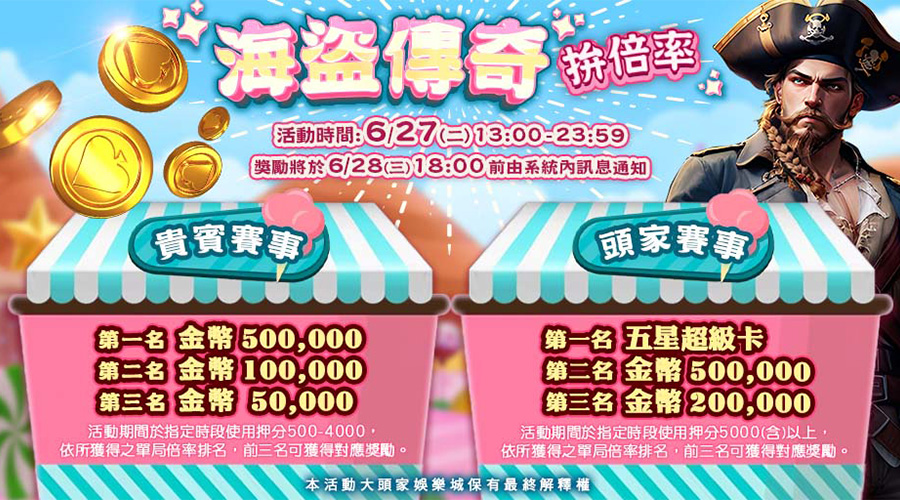 海盜傳奇 拚倍率
活動時間:6/27(二)13:00-23:59
獎勵將於6/28(三)18:00前由系統內訊息通知
貴賓賽事
第一名 金幣 500,000
第二名 金幣 100,000
第三名 金幣 50,000
活動期間於指定時段使用押分500-4000，
依所獲得之單局倍率排名，前三名可獲得對應獎勵。
頭家賽事
第一名 五星超級卡
第二名 金幣 500,000
第三名 金幣 200,000
活動期間於指定時段使用押分5000(含)以上，
依所獲得之單局倍率排名，前三名可獲得對應獎勵。
本活動大頭家娛樂城保有最終解釋權